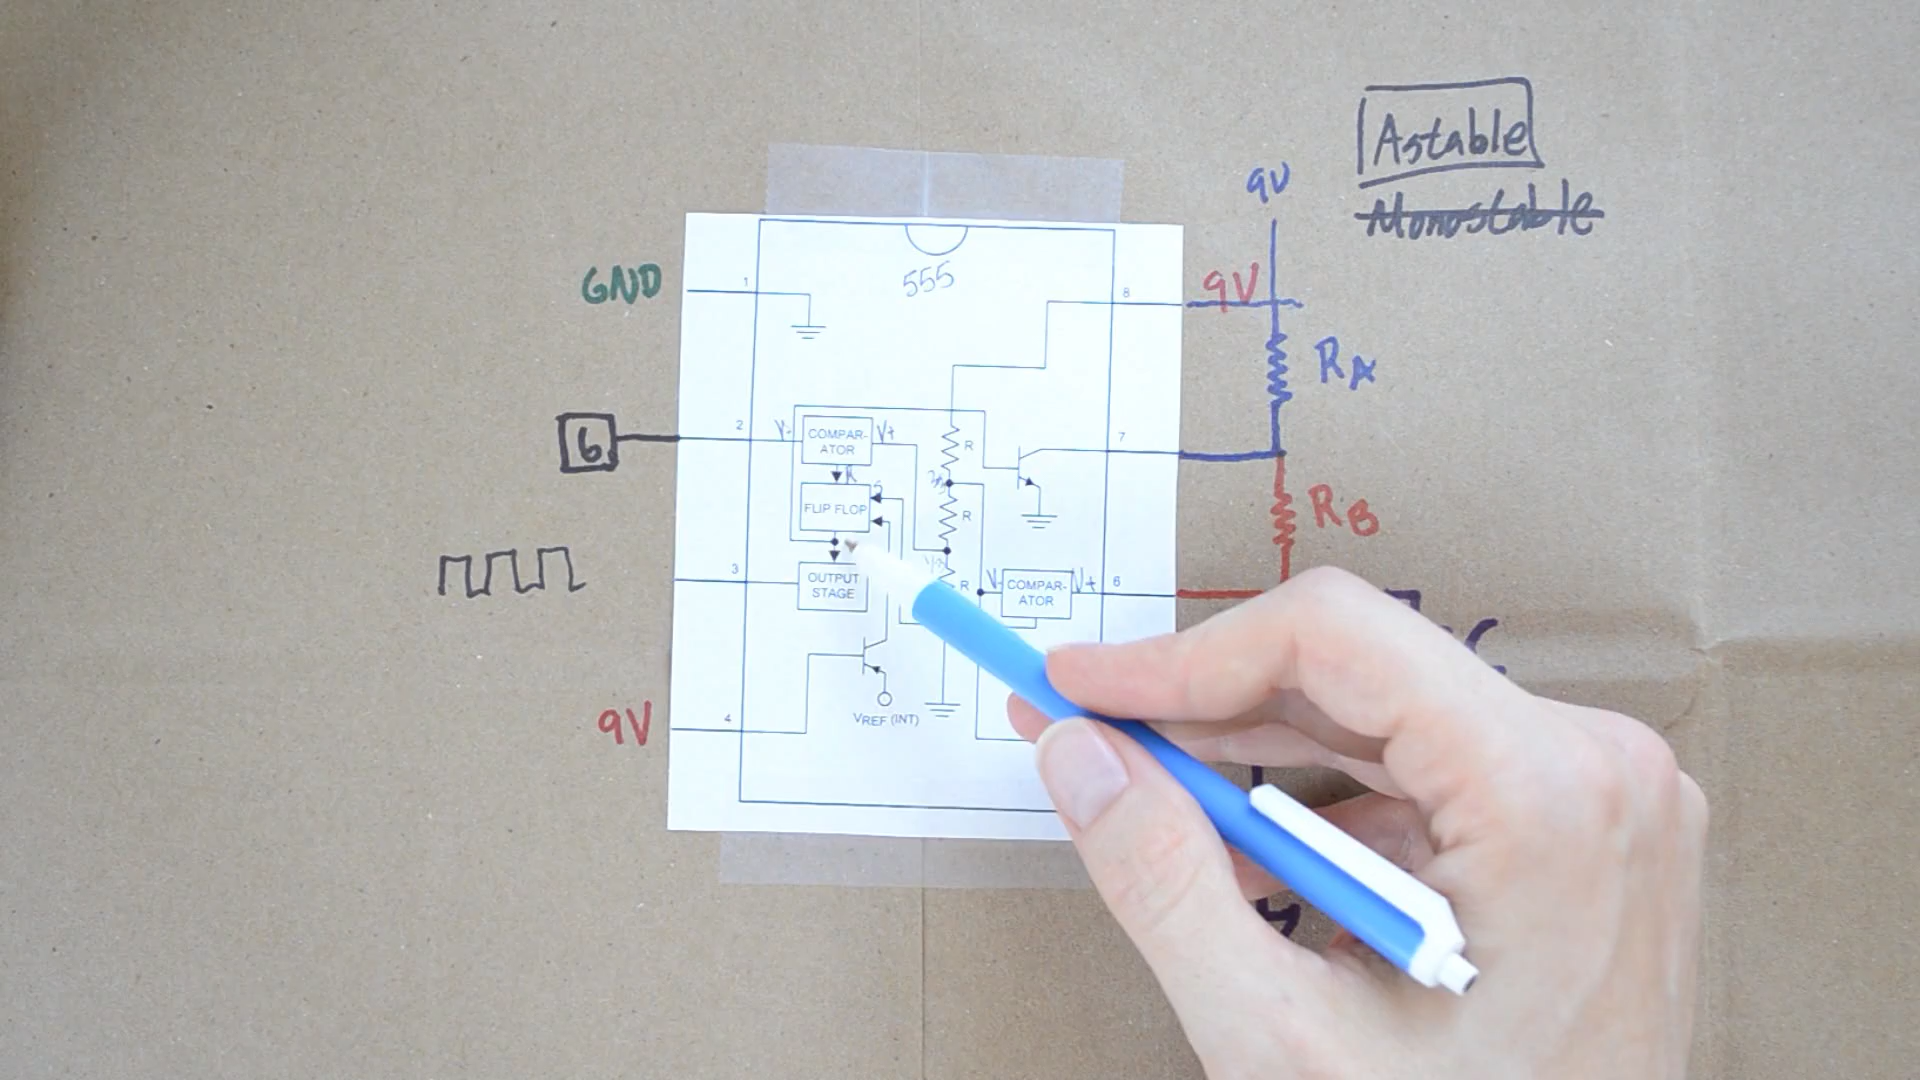 Astable
Monostable
9V
GND
1
555
8
9V
RA
6
2
V-
COMPAR-
ATOR
V+
R
7
R
S
FLIP FLOP
R
RB
3
OUTPUT
STAGE
R
V-
COMPAR-
ATOR
V+
6
C
9V
4
VREF (INT)